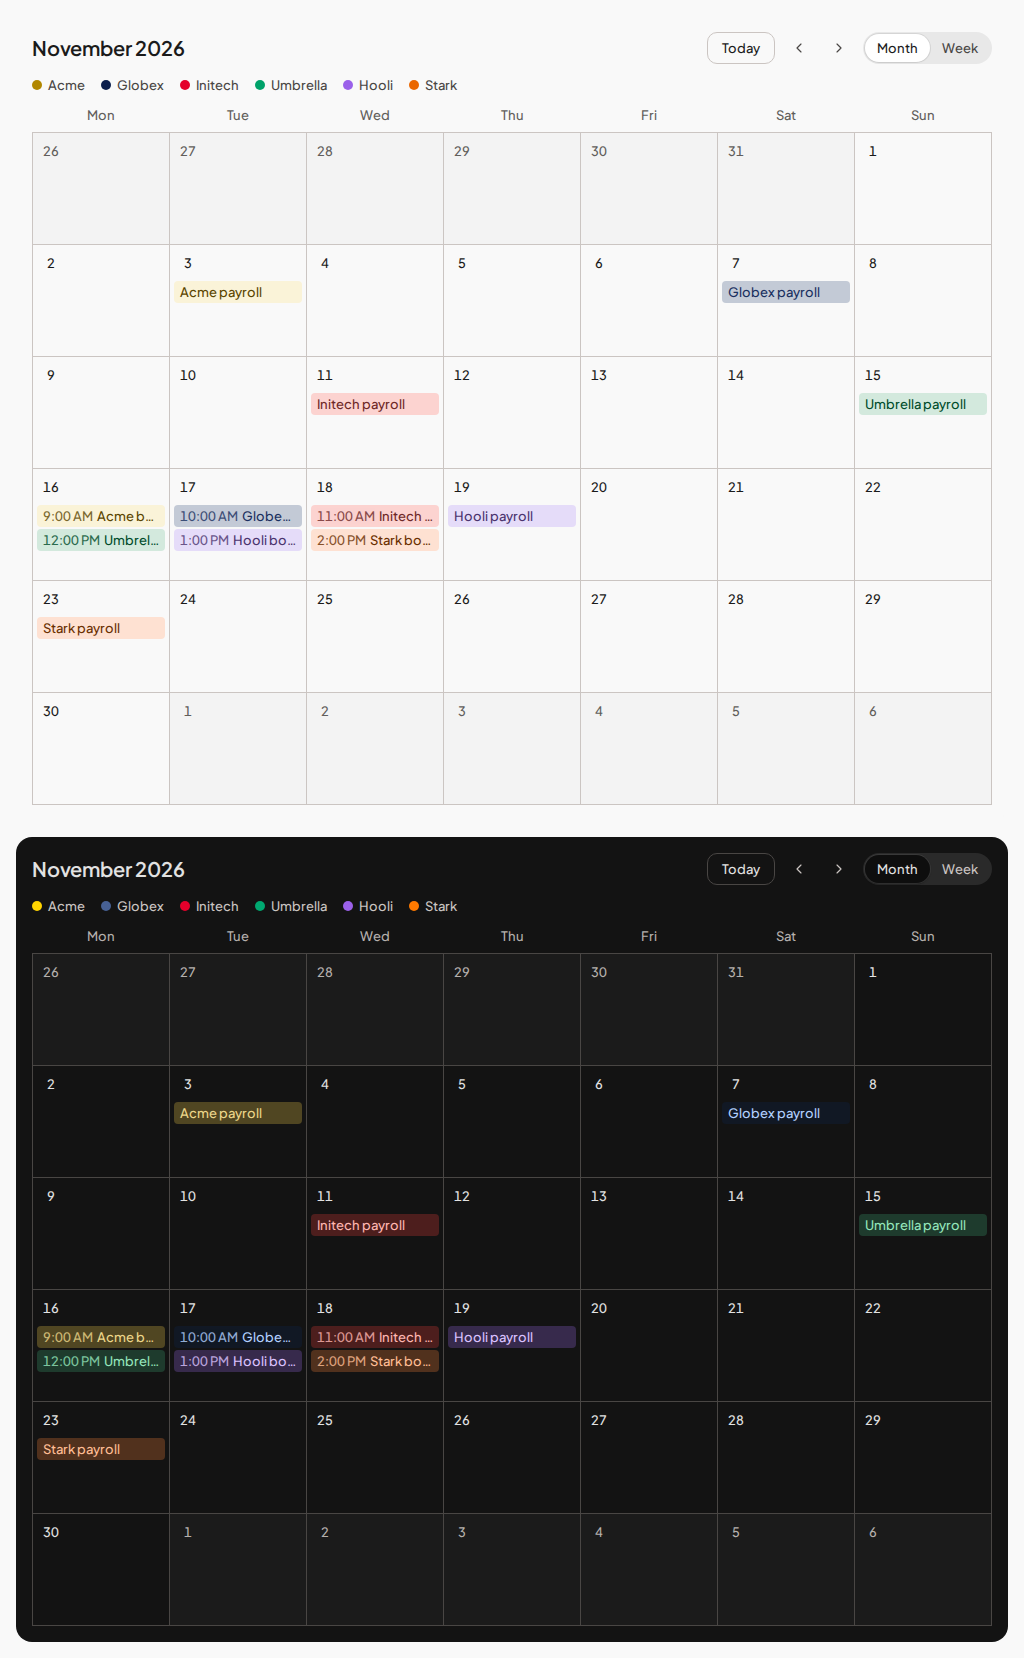 November 2026 Today Month Week
Acme Globex Initech Umbrella Hooli Stark
Mon Tue Wed Thu Fri Sat Sun
26 27 28 29 30 31 1
2 3 4 5 6 7 8
Acme payroll Globex payroll
9 10 11 12 13 14 15
Initech payroll Umbrella payroll
16 17 18 19 20 21 22
9:00 AM Acme b... 10:00 AM Globe... 11:00 AM Initech ... Hooli payroll
12:00 PM Umbrel... 1:00 PM Hooli bo... 2:00 PM Stark bo...
23 24 25 26 27 28 29
Stark payroll
30 1 2 3 4 5 6
November 2026 Today Month Week
Acme Globex Initech Umbrella Hooli Stark
Mon Tue Wed Thu Fri Sat Sun
26 27 28 29 30 31 1
2 3 4 5 6 7 8
Acme payroll Globex payroll
9 10 11 12 13 14 15
Initech payroll Umbrella payroll
16 17 18 19 20 21 22
9:00 AM Acme b... 10:00 AM Globe... 11:00 AM Initech ... Hooli payroll
12:00 PM Umbrel... 1:00 PM Hooli bo... 2:00 PM Stark bo...
23 24 25 26 27 28 29
Stark payroll
30 1 2 3 4 5 6